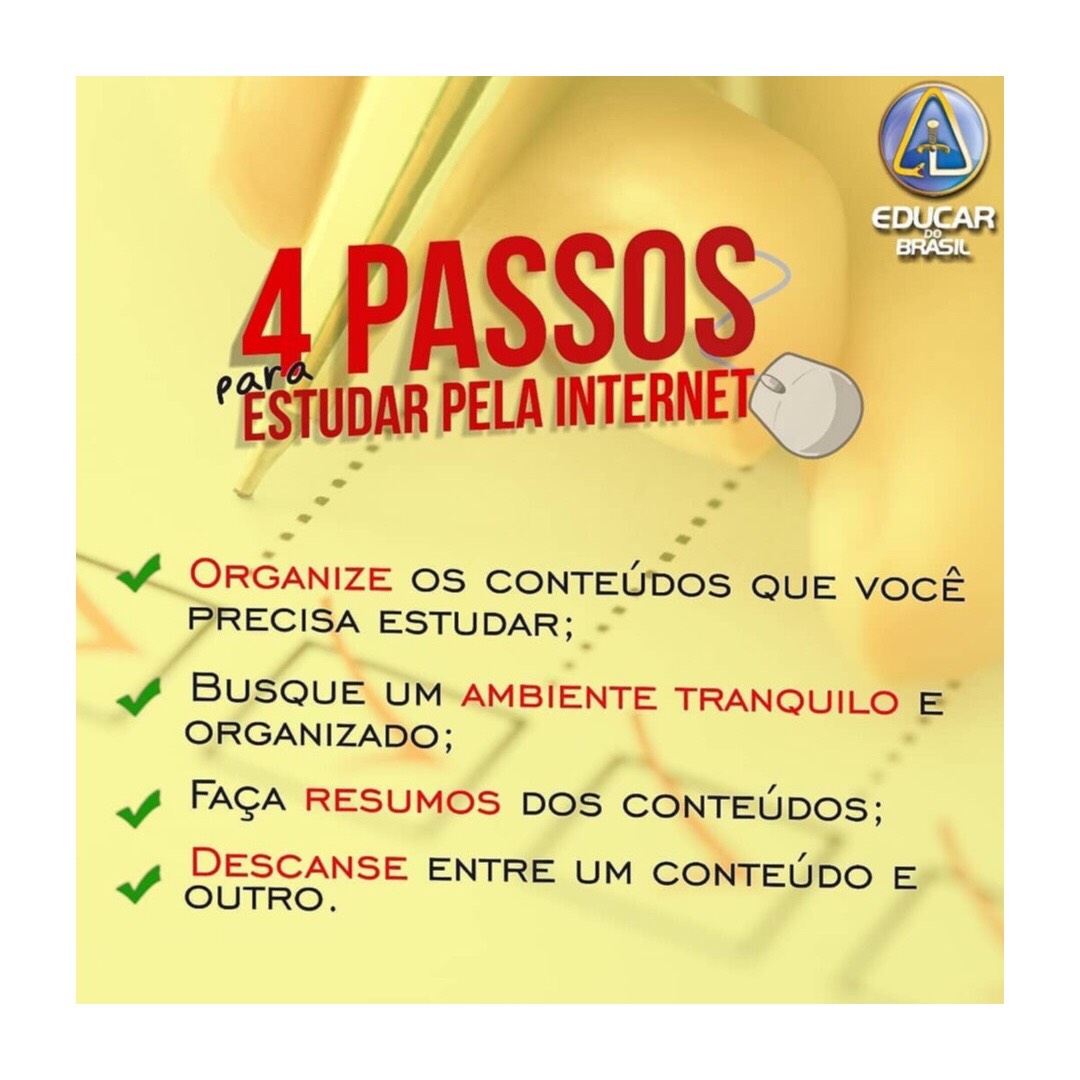 EDUCAR
DO
BRASIL
4 PASSOS
para
ESTUDAR PELA INTERNET
ORGANIZE OS CONTEÚDOS QUE VOCÊ
PRECISA ESTUDAR;
BUSQUE UM AMBIENTE TRANQUILO E
ORGANIZADO;
FAÇA RESUMOS DOS CONTEÚDOS;
DESCANSE ENTRE UM CONTEÚDO E
OUTRO.